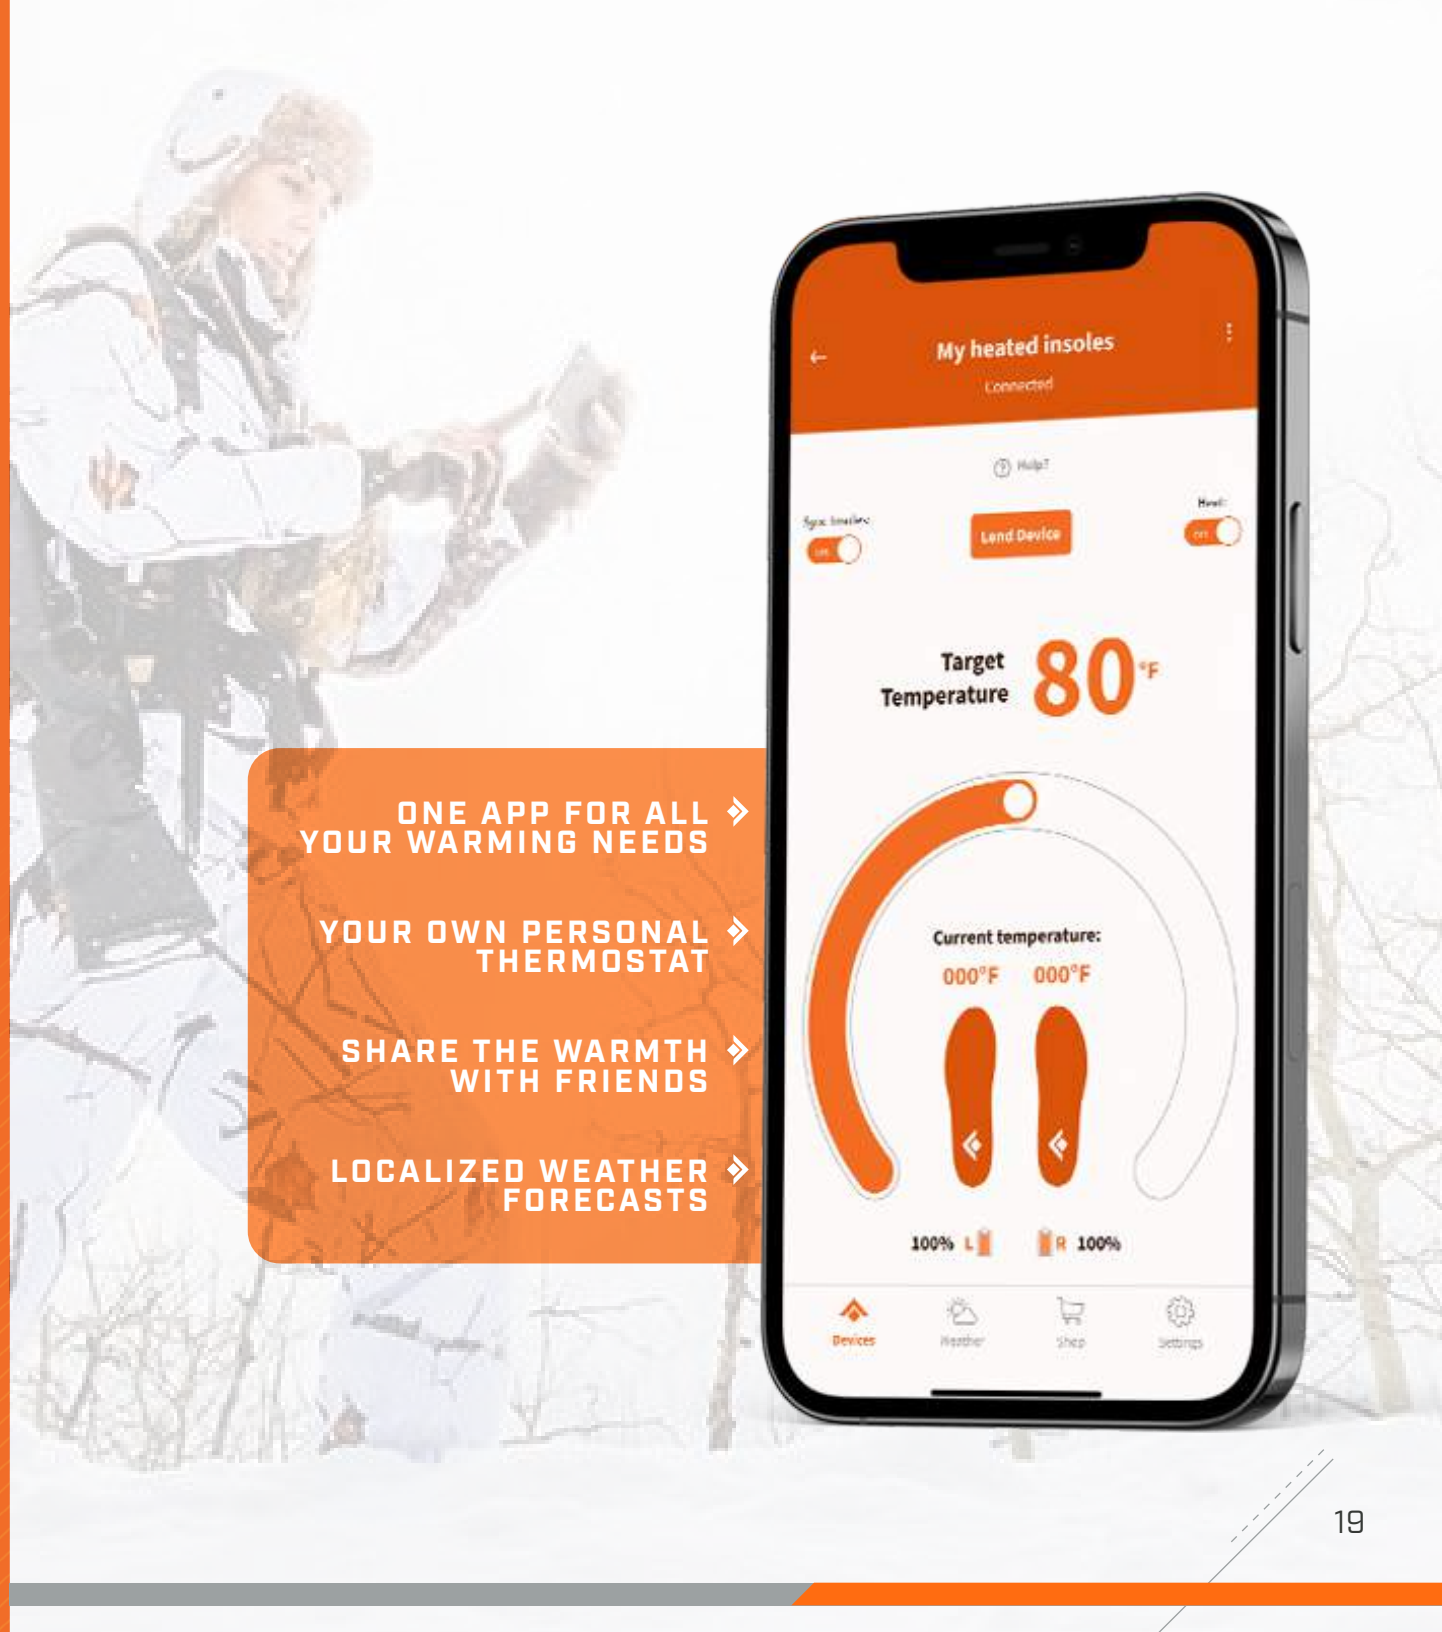 My heated insoles
Connected
Help?
Lend Device
Target
Temperature
80°F
ONE APP FOR ALL
YOUR WARMING NEEDS
YOUR OWN PERSONAL
THERMOSTAT
SHARE THE WARMTH
WITH FRIENDS
LOCALIZED WEATHER
FORECASTS
Current temperature:
000°F 000°F
100% L R 100%
Devices Weather Shop Settings
19